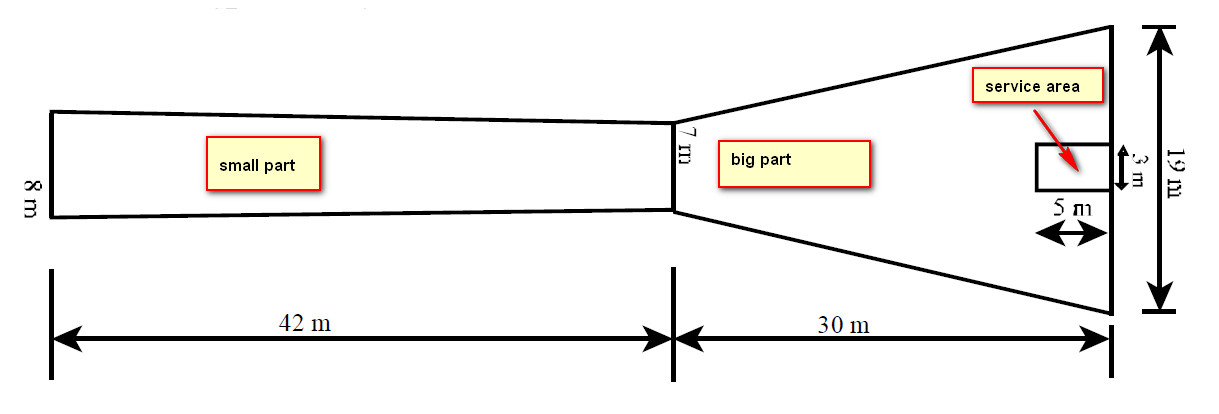 service area
small part
7 m
big part
3 m
19 m
8 m
5 m
42 m
30 m